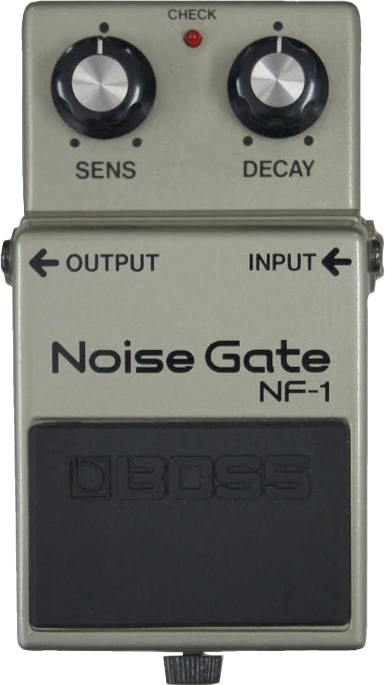 CHECK
SENS DECAY
OUTPUT INPUT
Noise Gate
NF-1
BOSS